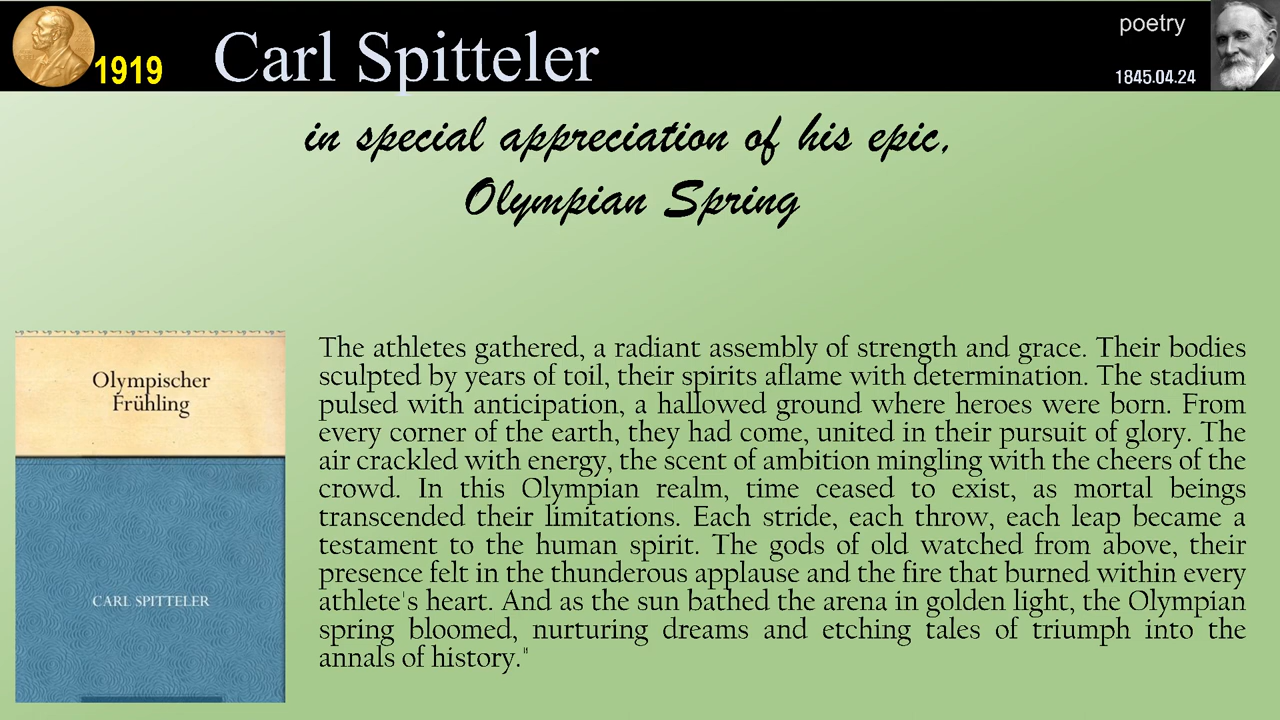 poetry
1919
Carl Spitteler
1845.04.24
in special appreciation of his epic,
Olympian Spring
Olympischer
Frühling
CARL SPITTELER
The athletes gathered, a radiant assembly of strength and grace. Their bodies
sculpted by years of toil, their spirits aflame with determination. The stadium
pulsed with anticipation, a hallowed ground where heroes were born. From
every corner of the earth, they had come, united in their pursuit of glory. The
air crackled with energy, the scent of ambition mingling with the cheers of the
crowd. In this Olympian realm, time ceased to exist, as mortal beings
transcended their limitations. Each stride, each throw, each leap became a
testament to the human spirit. The gods of old watched from above, their
presence felt in the thunderous applause and the fire that burned within every
athlete's heart. And as the sun bathed the arena in golden light, the Olympian
spring bloomed, nurturing dreams and etching tales of triumph into the
annals of history."